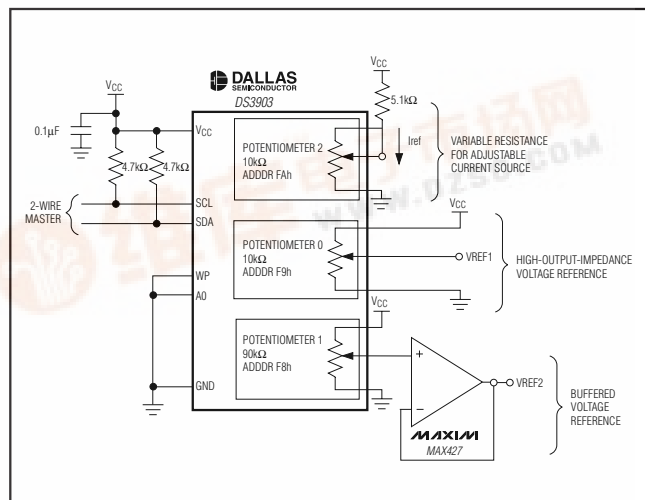 DALLAS
SEMICONDUCTOR
DS3903
VCC
0.1µF
4.7kΩ
4.7kΩ
2-WIRE
MASTER
VCC
SCL
SDA
WP
A0
GND
POTENTIOMETER 2
10kΩ
ADDDR FAh
POTENTIOMETER 0
10kΩ
ADDDR F9h
POTENTIOMETER 1
90kΩ
ADDDR F8h
VCC
5.1kΩ
Iref
VARIABLE RESISTANCE
FOR ADJUSTABLE
CURRENT SOURCE
VCC
VREF1
HIGH-OUTPUT-IMPEDANCE
VOLTAGE REFERENCE
VCC
+
−
VREF2
MAXIM
MAX427
BUFFERED
VOLTAGE
REFERENCE